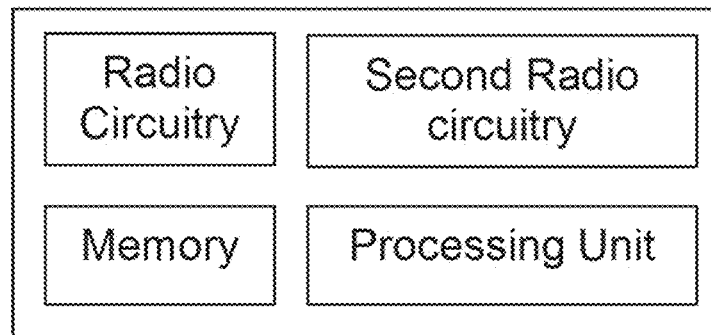 Radio
Circuitry
Second Radio
circuitry
Memory
Processing Unit